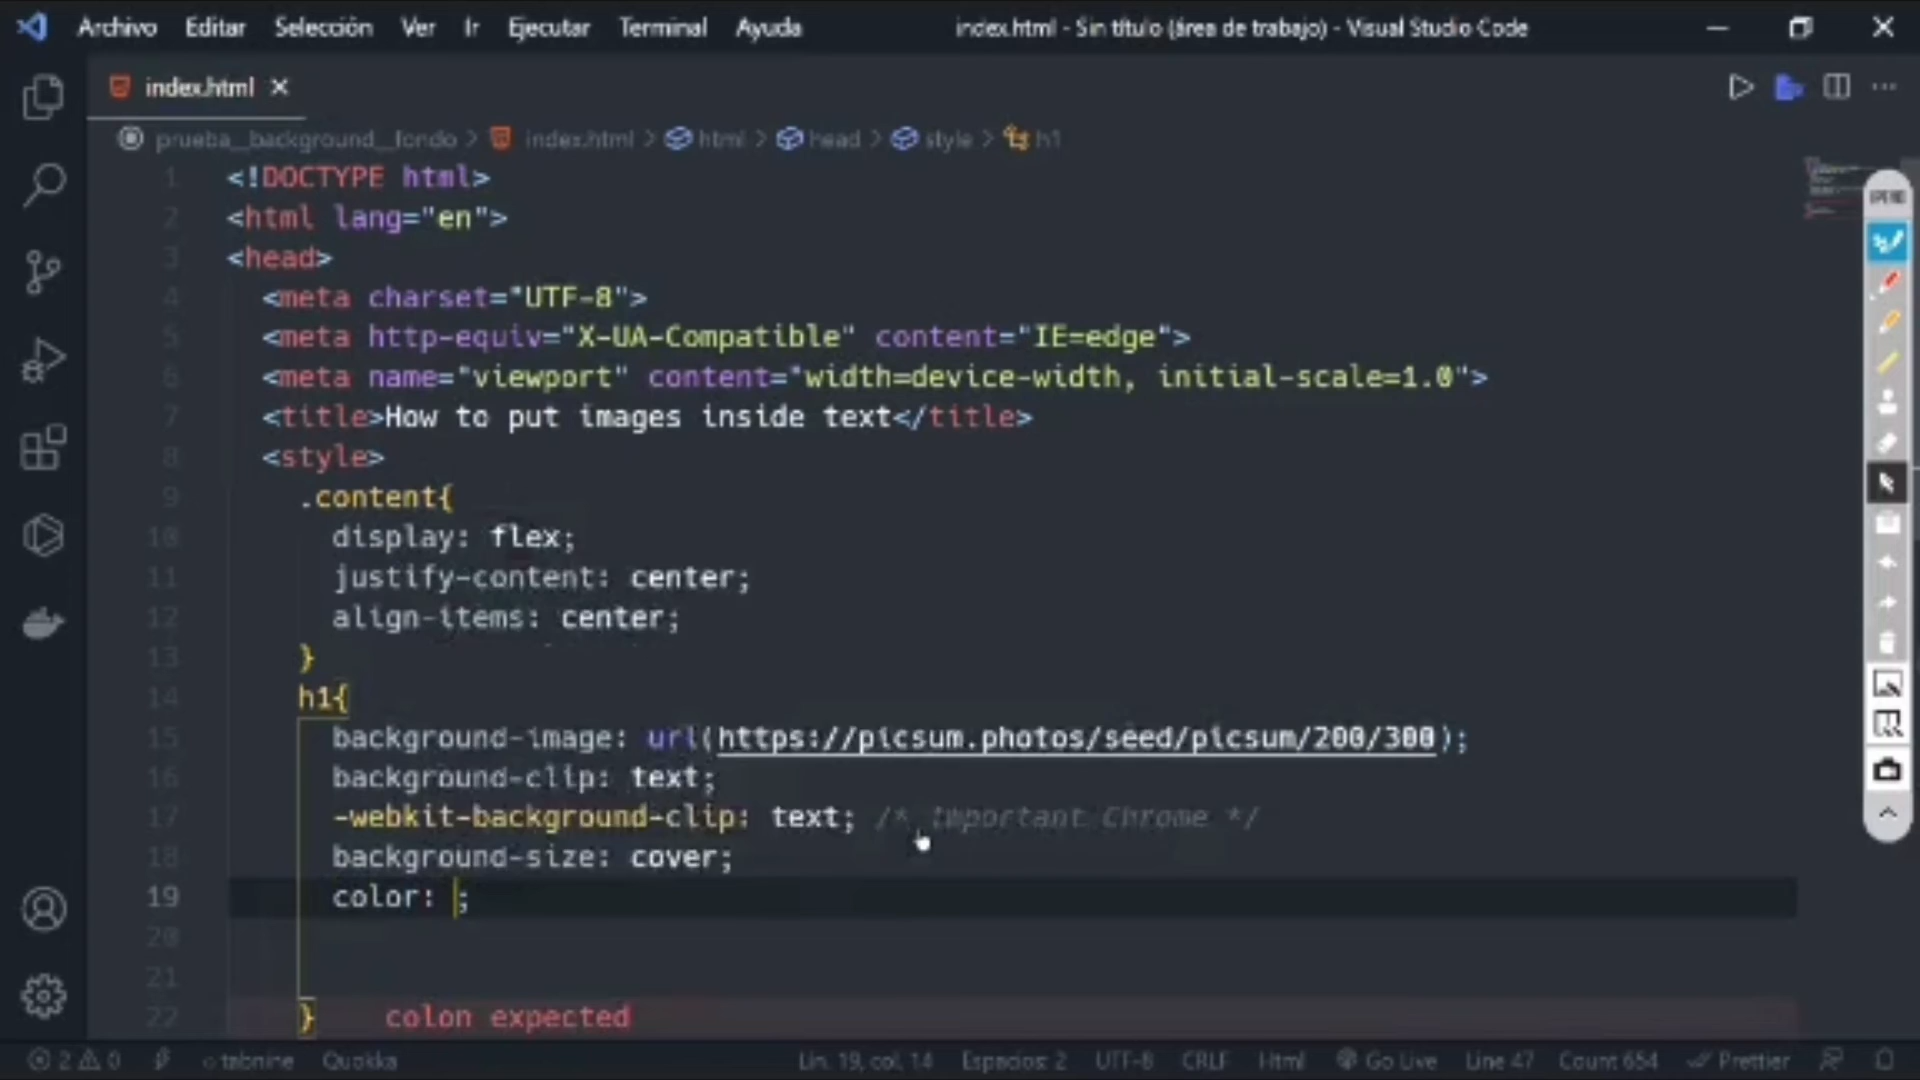 Archivo Editar Selección Ver Ir Ejecutar Terminal Ayuda index.html - Sin título (área de trabajo) - Visual Studio Code
index.html
prueba_background_fondo > index.html > html > head > style > h1
1 <!DOCTYPE html>
2 <html lang="en">
3 <head>
4 <meta charset="UTF-8">
5 <meta http-equiv="X-UA-Compatible" content="IE=edge">
6 <meta name="viewport" content="width=device-width, initial-scale=1.0">
7 <title>How to put images inside text</title>
8 <style>
9 .content{
10 display: flex;
11 justify-content: center;
12 align-items: center;
13 }
14 h1{
15 background-image: url(https://picsum.photos/seed/picsum/200/300);
16 background-clip: text;
17 -webkit-background-clip: text; /* important Chrome */
18 background-size: cover;
19 color: ;
20
21
22 } colon expected
2 0 tabnine Quokka Lín. 19, col. 14 Espacios: 2 UTF-8 CRLF Html Go Live Line 47 Count 654 Prettier